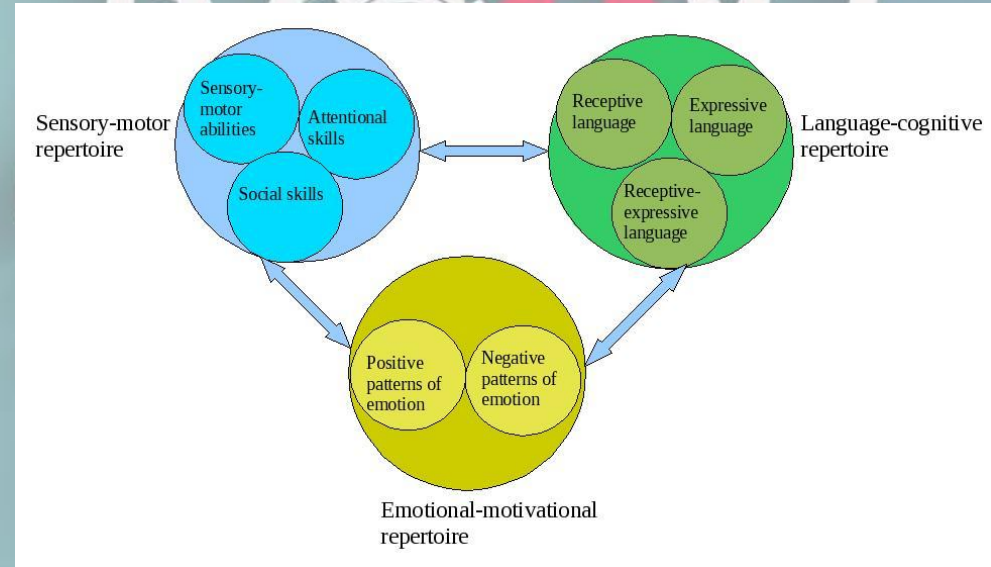 Sensory-motor
repertoire
Sensory-
motor
abilities
Attentional
skills
Social skills
Receptive
language
Expressive
language
Receptive-
expressive
language
Language-cognitive
repertoire
Positive
patterns of
emotion
Negative
patterns of
emotion
Emotional-motivational
repertoire